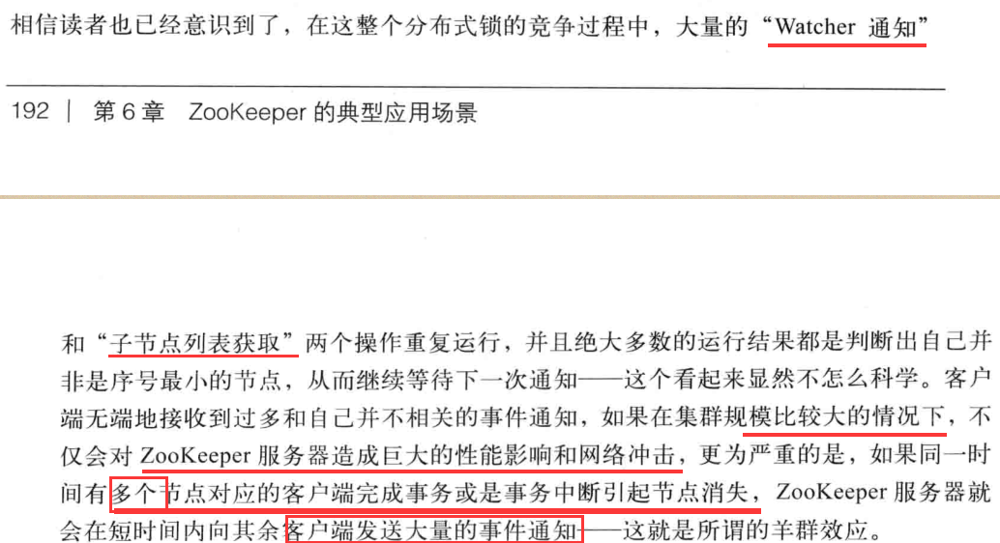 相信读者也已经意识到了，在这整个分布式锁的竞争过程中，大量的“Watcher 通知”
192 | 第 6 章 ZooKeeper 的典型应用场景
和“子节点列表获取”两个操作重复运行，并且绝大多数的运行结果都是判断出自己并
非是序号最小的节点，从而继续等待下一次通知——这个看起来显然不怎么科学。客户
端无端地接收到过多和自己并不相关的事件通知，如果在集群规模比较大的情况下，不
仅会对 ZooKeeper 服务器造成巨大的性能影响和网络冲击，更为严重的是，如果同一时
间有多个节点对应的客户端完成事务或是事务中断引起节点消失，ZooKeeper 服务器就
会在短时间内向其余客户端发送大量的事件通知——这就是所谓的羊群效应。